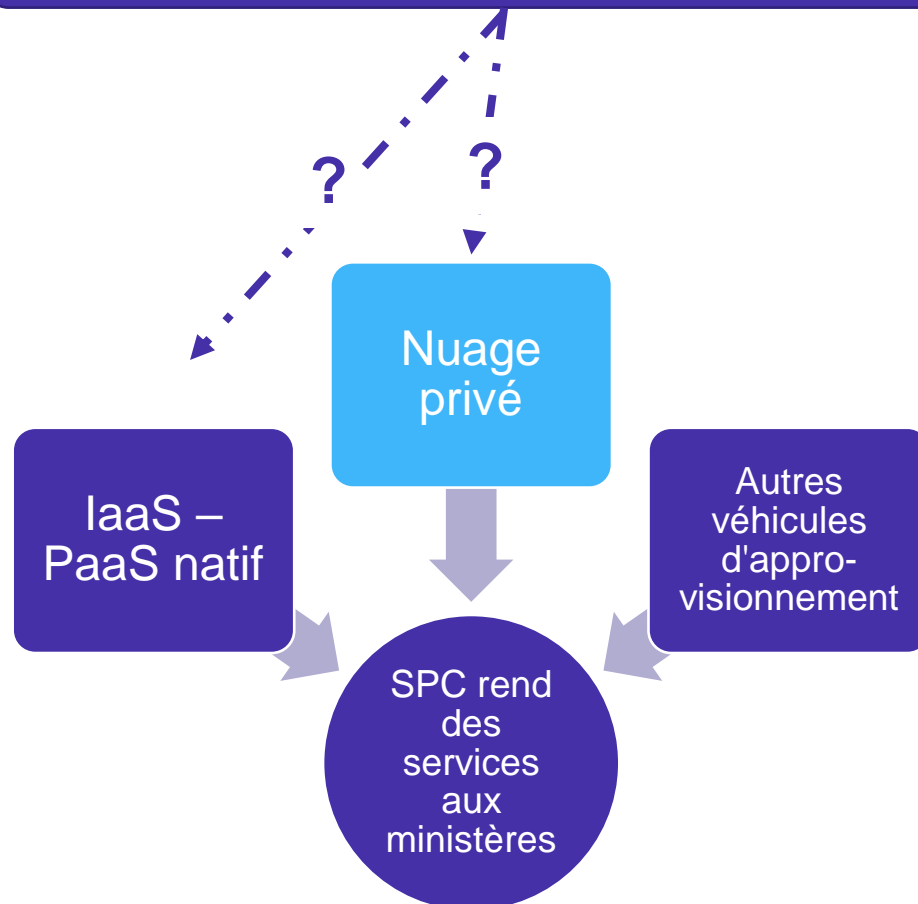 ?
?
Nuage
privé
IaaS –
PaaS natif
Autres
véhicules
d'appro-
visionnement
SPC rend
des
services
aux
ministères